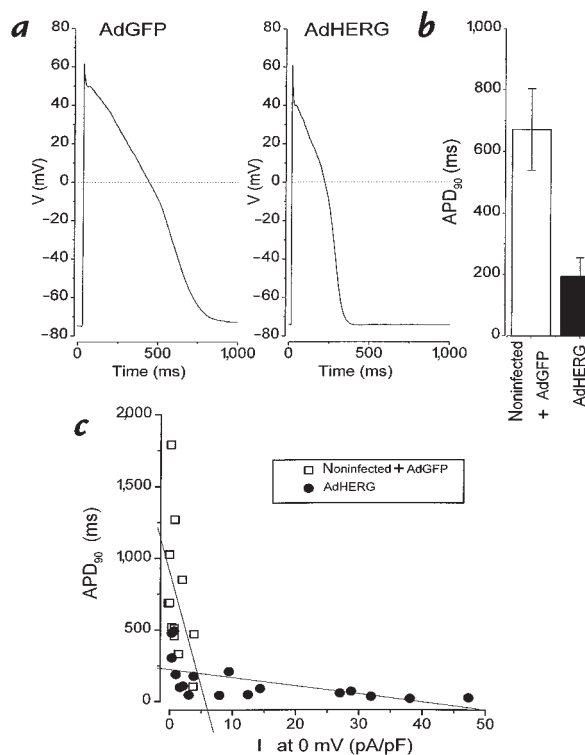 a
AdGFP
AdHERG
b
80
60
40
20
0
−20
−40
−60
−80
V (mV)
0
500
1,000
Time (ms)
80
60
40
20
0
−20
−40
−60
80
V (mV)
0
500
1,000
Time (ms)
1,000
800
600
400
200
0
APD90 (ms)
Noninfected
+ AdGFP
AdHERG
c
2,000
1,750
1,000
500
250
0
APD90 (ms)
Noninfected + AdGFP
AdHERG
0
10
20
30
40
50
I at 0 mV (pA/pF)